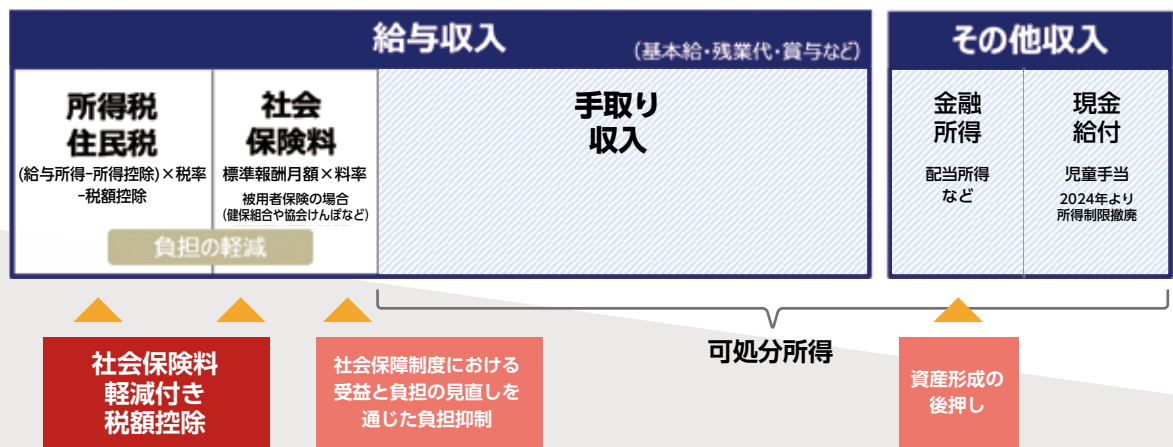 給与収入
(基本給・残業代・賞与など)
その他収入
所得税
住民税
(給与所得-所得控除)×税率
-税額控除
社会
保険料
標準報酬月額×料率
被用者保険の場合
(健保組合や協会けんぽなど)
負担の軽減
手取り
収入
金融
所得
配当所得
など
現金
給付
児童手当
2024年より
所得制限撤廃
可処分所得
社会保険料
軽減付き
税額控除
社会保障制度における
受益と負担の見直しを
通じた負担抑制
資産形成の
後押し